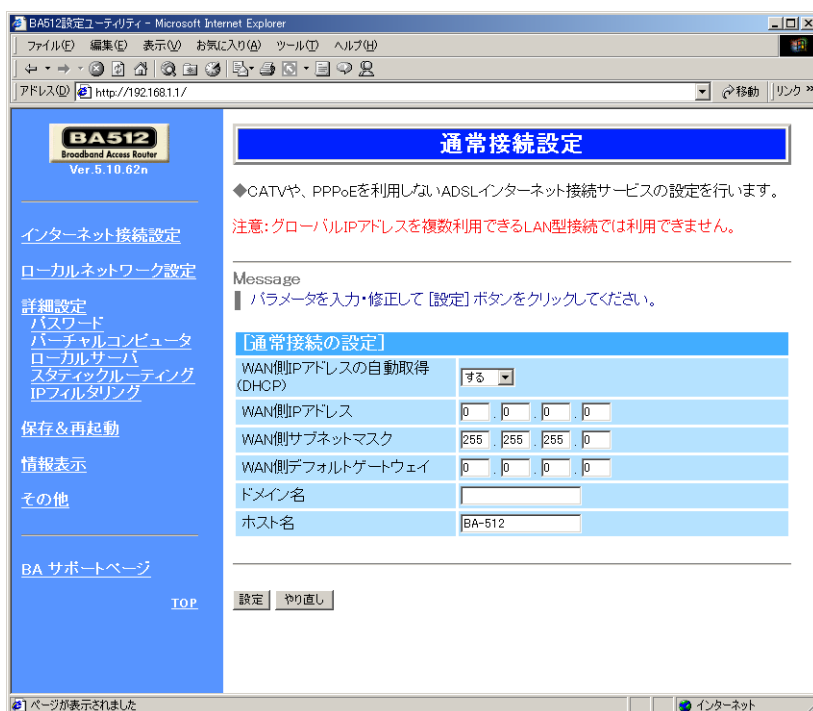 BA512設定ユーティリティ - Microsoft Internet Explorer
ファイル(F) 編集(E) 表示(V) お気に入り(A) ツール(T) ヘルプ(H)
アドレス(D) http://192.168.1.1/ 移動 リンク »
BA512
Broadband Access Router
Ver.5.10.62n
インターネット接続設定
ローカルネットワーク設定
詳細設定
パスワード
バーチャルコンピュータ
ローカルサーバ
スタティックルーティング
IPフィルタリング
保存&再起動
情報表示
その他
BA サポートページ
TOP
通常接続設定
◆CATVや、PPPoEを利用しないADSLインターネット接続サービスの設定を行います。
注意:グローバルIPアドレスを複数利用できるLAN型接続では利用できません。
Message
パラメータを入力・修正して [設定] ボタンをクリックしてください。
[通常接続の設定]
WAN側IPアドレスの自動取得
(DHCP) する
WAN側IPアドレス 0 . 0 . 0 . 0
WAN側サブネットマスク 255 . 255 . 255 . 0
WAN側デフォルトゲートウェイ 0 . 0 . 0 . 0
ドメイン名
ホスト名 BA-512
設定 やり直し
ページが表示されました インターネット